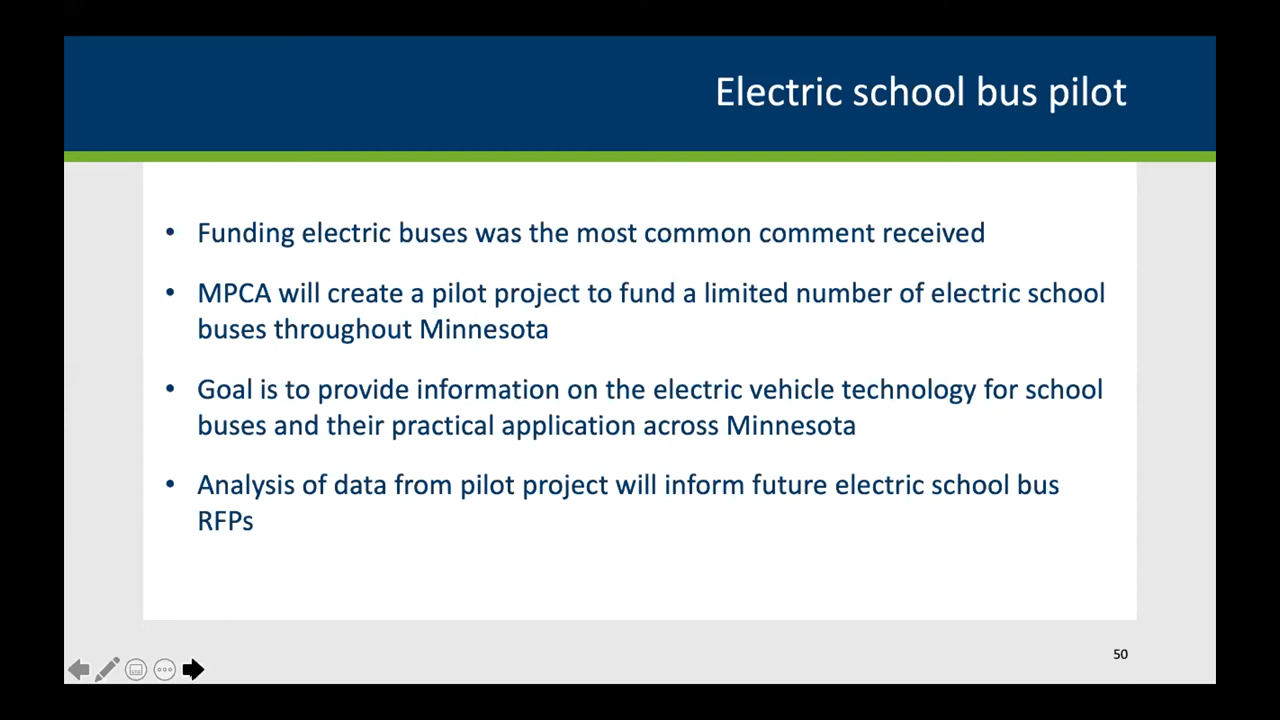 Electric school bus pilot
• Funding electric buses was the most common comment received
• MPCA will create a pilot project to fund a limited number of electric school
buses throughout Minnesota
• Goal is to provide information on the electric vehicle technology for school
buses and their practical application across Minnesota
• Analysis of data from pilot project will inform future electric school bus
RFPs
50